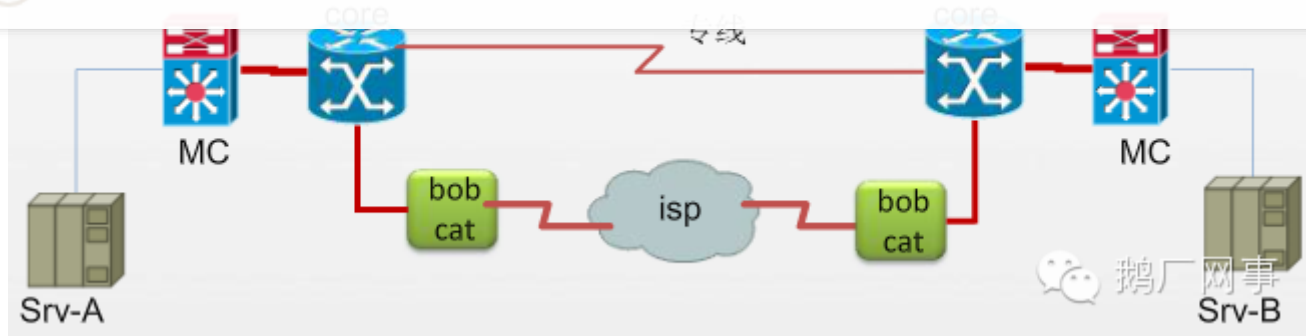 core
core
专线
MC
MC
bob
cat
isp
bob
cat
鹅厂网事
Srv-A
Srv-B